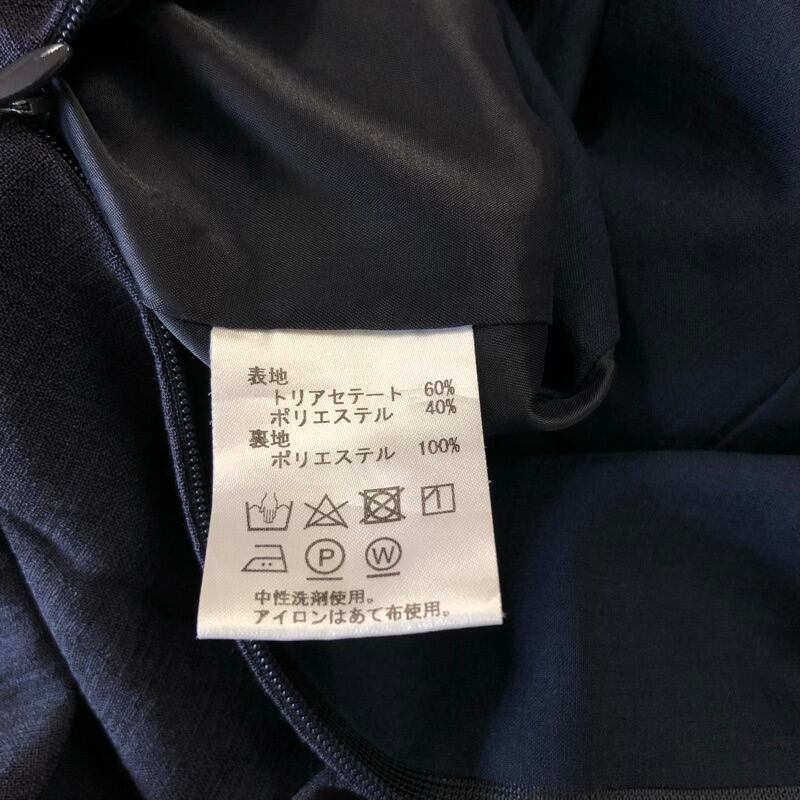 表地
トリアセテート 60%
ポリエステル 40%
裏地
ポリエステル 100%
P W
中性洗剤使用。
アイロンはあて布使用。